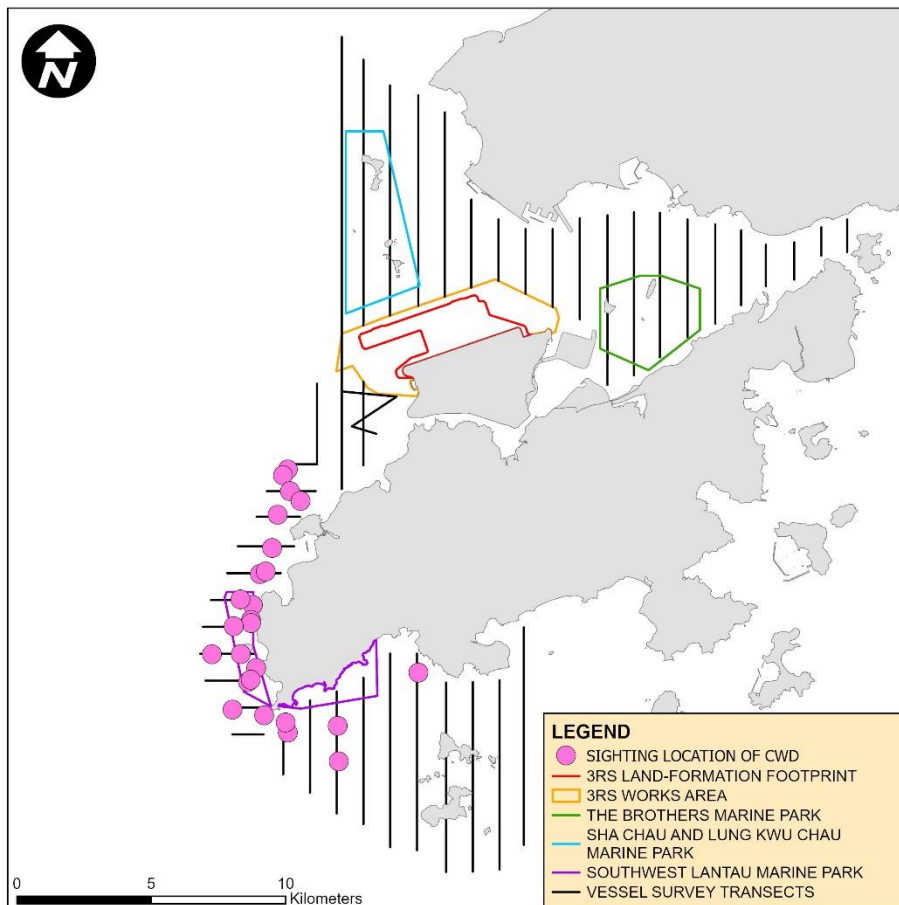 N
LEGEND
SIGHTING LOCATION OF CWD
3RS LAND-FORMATION FOOTPRINT
3RS WORKS AREA
THE BROTHERS MARINE PARK
SHA CHAU AND LUNG KWU CHAU
MARINE PARK
SOUTHWEST LANTAU MARINE PARK
VESSEL SURVEY TRANSECTS
0 5 10
Kilometers